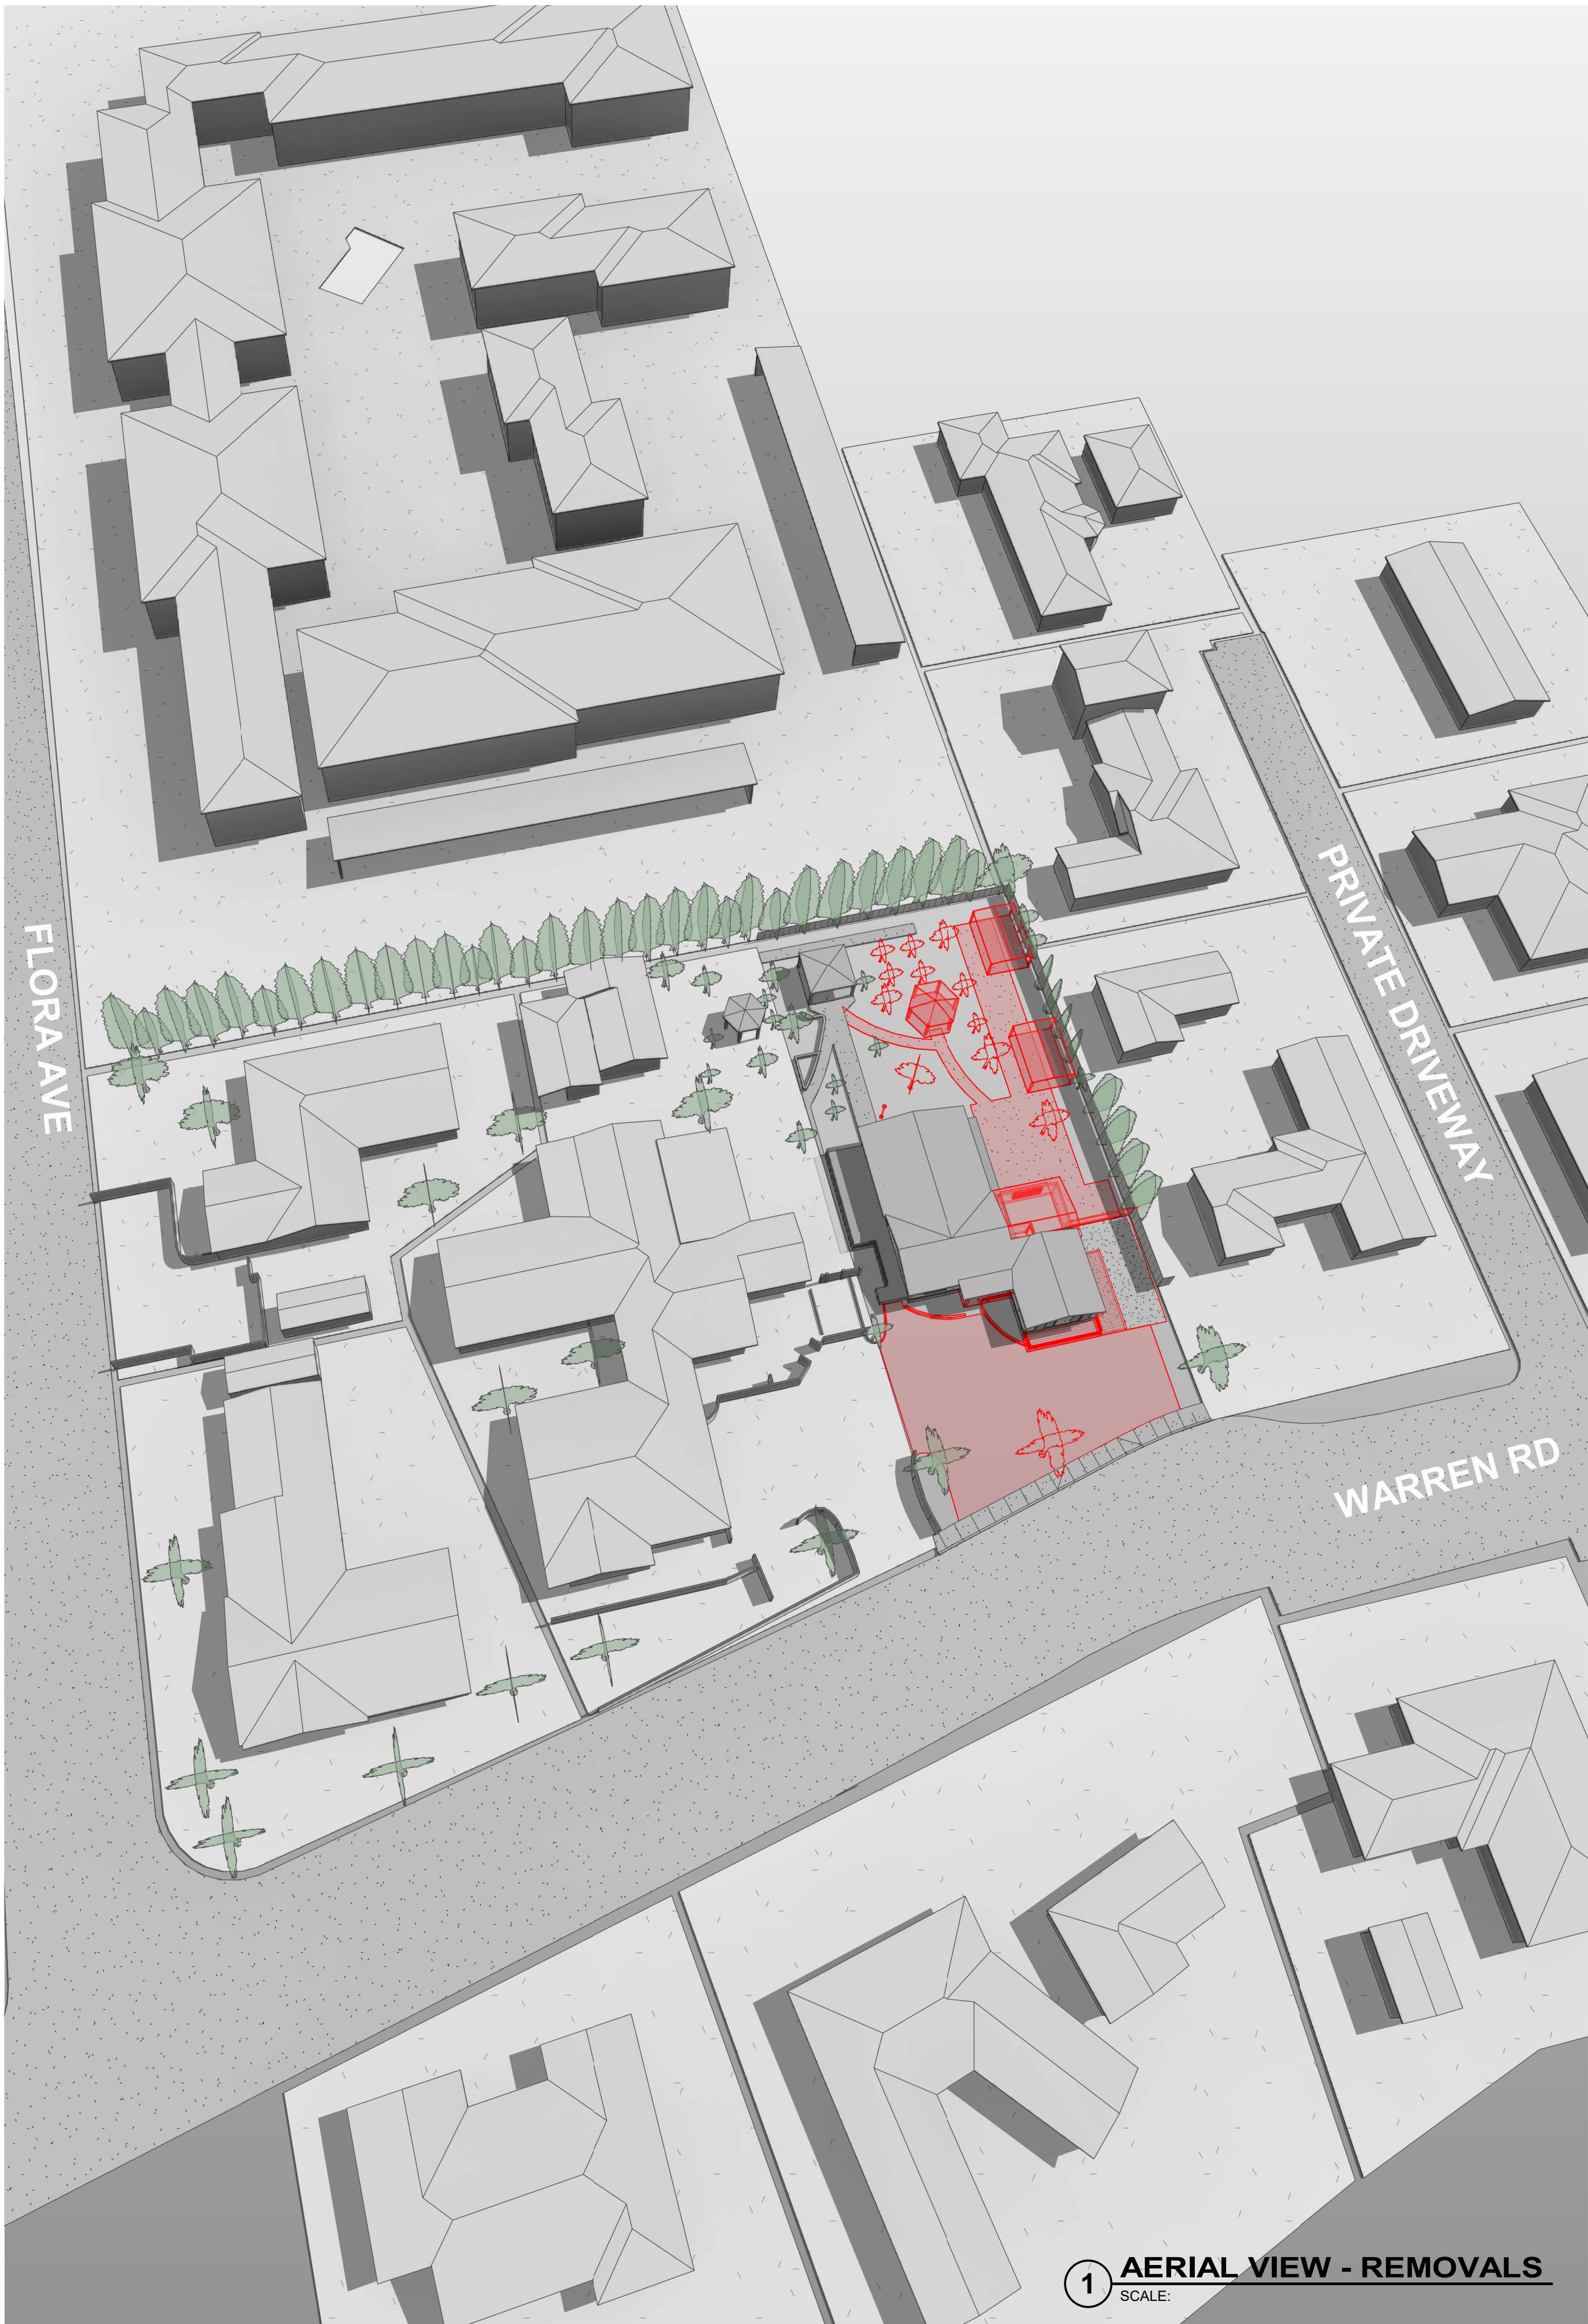 FLORA AVE
PRIVATE DRIVEWAY
WARREN RD
1 AERIAL VIEW - REMOVALS
SCALE: